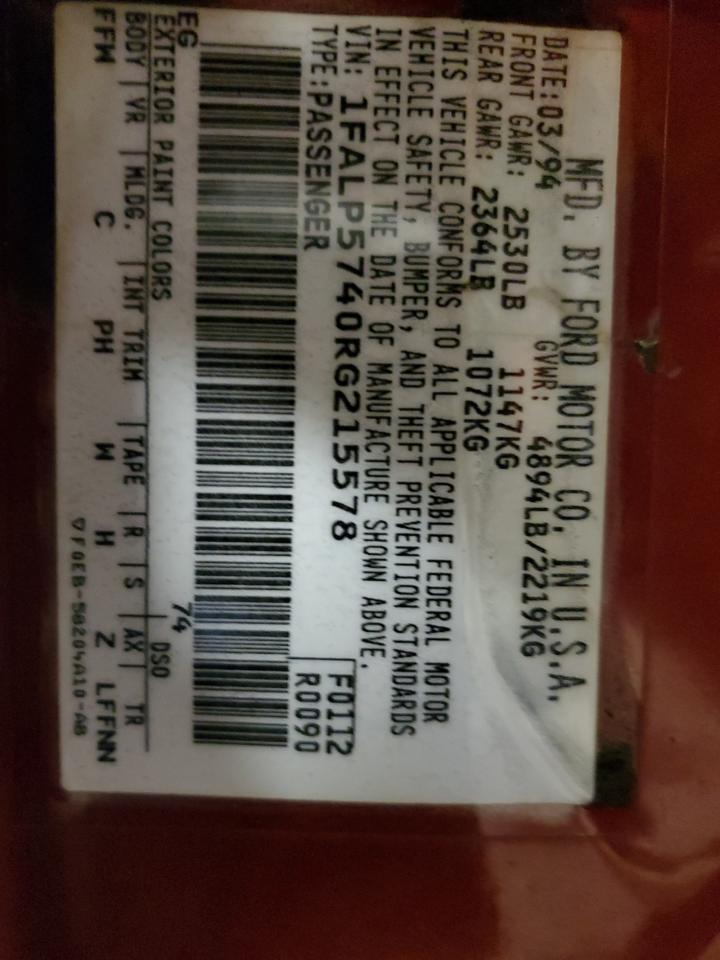 MFD. BY FORD MOTOR CO. IN U.S.A.
DATE:03/94 GVWR: 4894LB/2219KG
FRONT GAWR: 2530LB 1147KG
REAR GAWR: 2364LB 1072KG
THIS VEHICLE CONFORMS TO ALL APPLICABLE FEDERAL MOTOR
VEHICLE SAFETY, BUMPER, AND THEFT PREVENTION STANDARDS
IN EFFECT ON THE DATE OF MANUFACTURE SHOWN ABOVE.
VIN: 1FALP5740RG215578
TYPE:PASSENGER
F0112
R0090
EG 74
EXTERIOR PAINT COLORS DSO
BODY | VR | MLDG. | INT TRIM | TAPE | R | S | AX | TR
FFW C PH W H Z LFFNN
▽F0EB-50204A10-AB